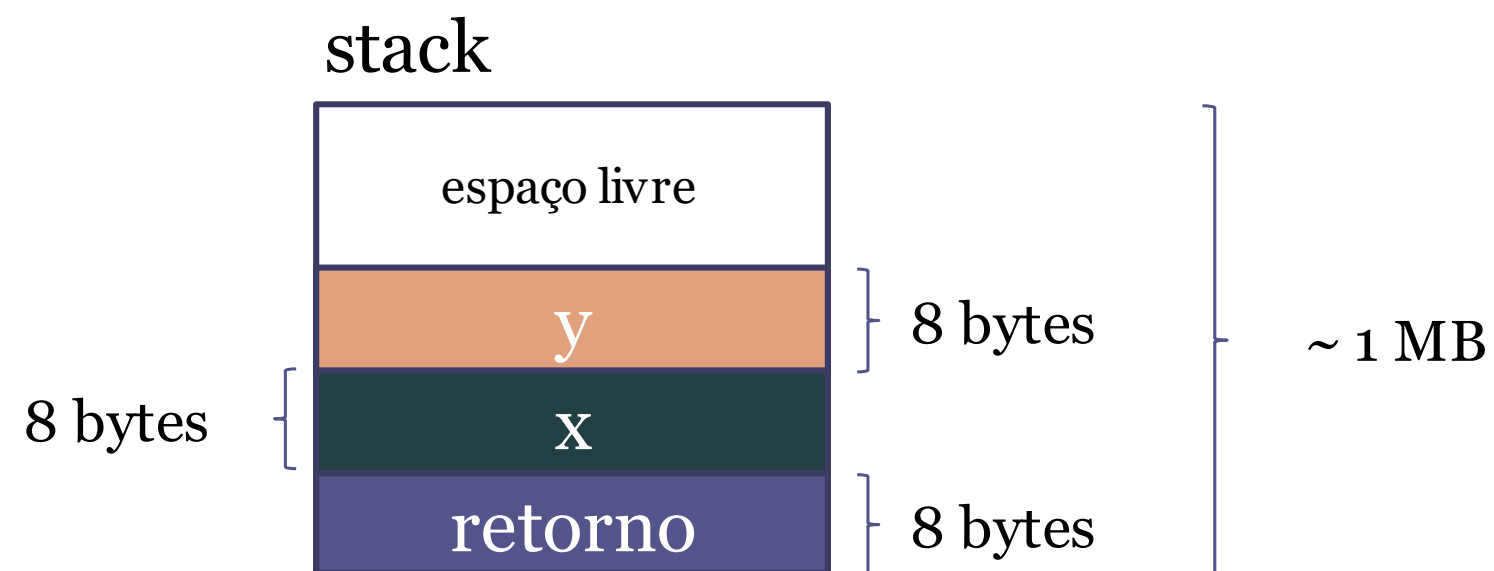 stack
espaço livre
y
8 bytes
~ 1 MB
8 bytes
x
retorno
8 bytes